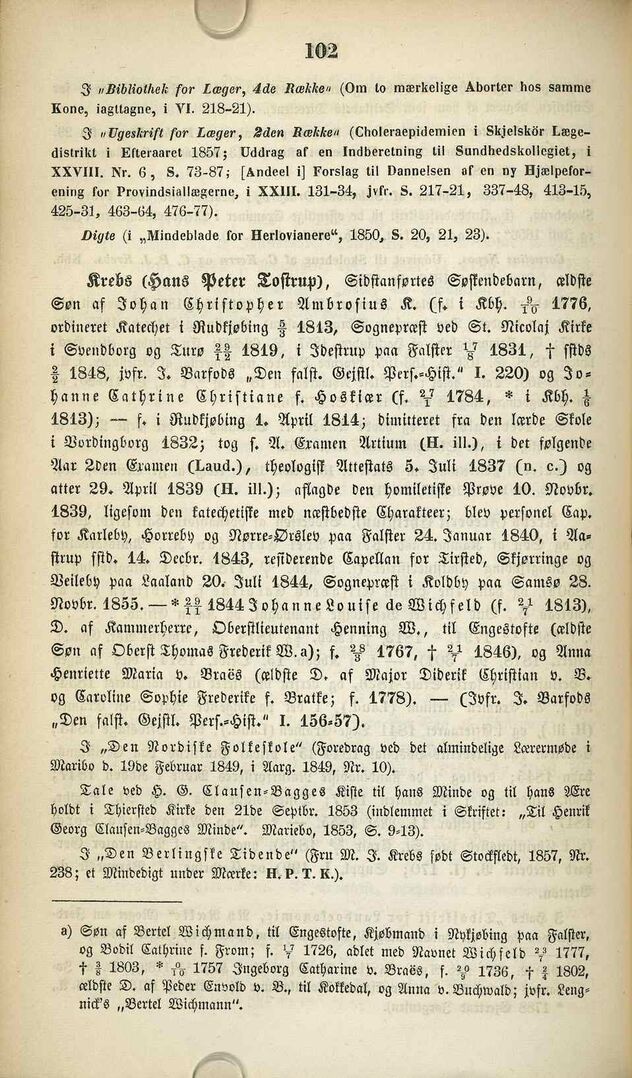 102
I „Bibliothek for Læger, 4de Række„ (Om to mærkelige Aborter hos samme
Kone, iagttagne, i VI. 218-21).
I „Ugeskrift for Læger, 2den Række„ (Choleraepidemien i Skjelskör Læge-
distrikt i Efteraaret 1857; Uddrag af en Indberetning til Sundhedskollegiet, i
XXVIII. Nr. 6, S. 73-87; [Andeel i] Forslag til Dannelsen af en ny Hjælpefor-
ening for Provindsiallægerne, i XXIII. 131-34, jvfr. S. 217-21, 337-48, 413-15,
425-31, 463-64, 476-77).
Digte (i „Mindeblade for Herlovianere“, 1850, S. 20, 21, 23).
Krebs (Hans Peter Tostrup), Sidstanførtes Søskendebarn, ældste
Søn af Johan Christopher Ambrosius K. (f. i Kbh. 9/10 1776,
ordineret Katechet i Rudkjøbing 5/3 1813, Sognepræst ved St. Nicolaj Kirke
i Svendborg og Turø 29/12 1819, i Idestrup paa Falster 17/8 1831, † sstds
2/2 1848, jvfr. J. Barfods „Den falst. Geistl. Pers.=Hist.“ I. 220) og Jo=
hanne Cathrine Christiane f. Hoskiær (f. 27/1 1784, * i Kbh. 1/6
1813); — f. i Rudkjøbing 1. April 1814; dimitteret fra den lærde Skole
i Vordingborg 1832; tog f. A. Examen Artium (H. ill.), i det følgende
Aar 2den Examen (Laud.), theologisk Attestats 5. Juli 1837 (n. c.) og
atter 29. April 1839 (H. ill.); aflagde den homiletiske Prøve 10. Novbr.
1839, ligesom den katechetiske med næstbedste Charakteer; blev personel Cap.
for Karleby, Horreby og Nørre=Ørslev paa Falster 24. Januar 1840, i Aa=
strup sstd. 14. Decbr. 1843, residerende Capellan for Tirsted, Skjørringe og
Veileby paa Laaland 20. Juli 1844, Sognepræst i Koldby paa Samsø 28.
Novbr. 1855. — * 29/11 1844 Johanne Louise de Wichfeld (f. 21/7 1813),
D. af Kammerherre, Oberstlieutenant Henning W., til Engestofte (ældste
Søn af Oberst Thomas Frederik W. a); f. 28/3 1767, † 21/7 1846), og Anna
Henriette Maria v. Braës (ældste D. af Major Diderik Christian v. B.
og Caroline Sophie Frederike f. Bratke; f. 1778). — (Jvfr. J. Barfods
„Den falst. Geistl. Pers.=Hist.“ I. 156=57).
I „Den Nordiske Folkeskole“ (Foredrag ved det almindelige Lærermøde i
Maribo d. 19de Februar 1849, i Aarg. 1849, Nr. 10).
Tale ved H. G. Clausen=Bagges Kiste til hans Minde og til hans Ære
holdt i Thiersted Kirke den 21de Septbr. 1853 (indlemmet i Skriftet: „Til Henrik
Georg Clausen=Bagges Minde“. Mariebo, 1853, S. 9=13).
I „Den Berlingske Tidende“ (Fru M. J. Krebs født Stockfledt, 1857, Nr.
238; et Mindedigt under Mærke: H. P. T. K.).
a) Søn af Bertel Wichmand, til Engestofte, Kjøbmand i Nykjøbing paa Falster,
og Bodil Cathrine f. From; f. 17/7 1726, adlet med Navnet Wichfeld 23/7 1777,
† 3/8 1803, * 9/10 1757 Ingeborg Catharine v. Braës, f. 20/9 1736, † 2/4 1802,
ældste D. af Peder Envold v. B., til Kokkedal, og Anna v. Buchwald; jvfr. Leng=
nick's „Bertel Wichmann“.